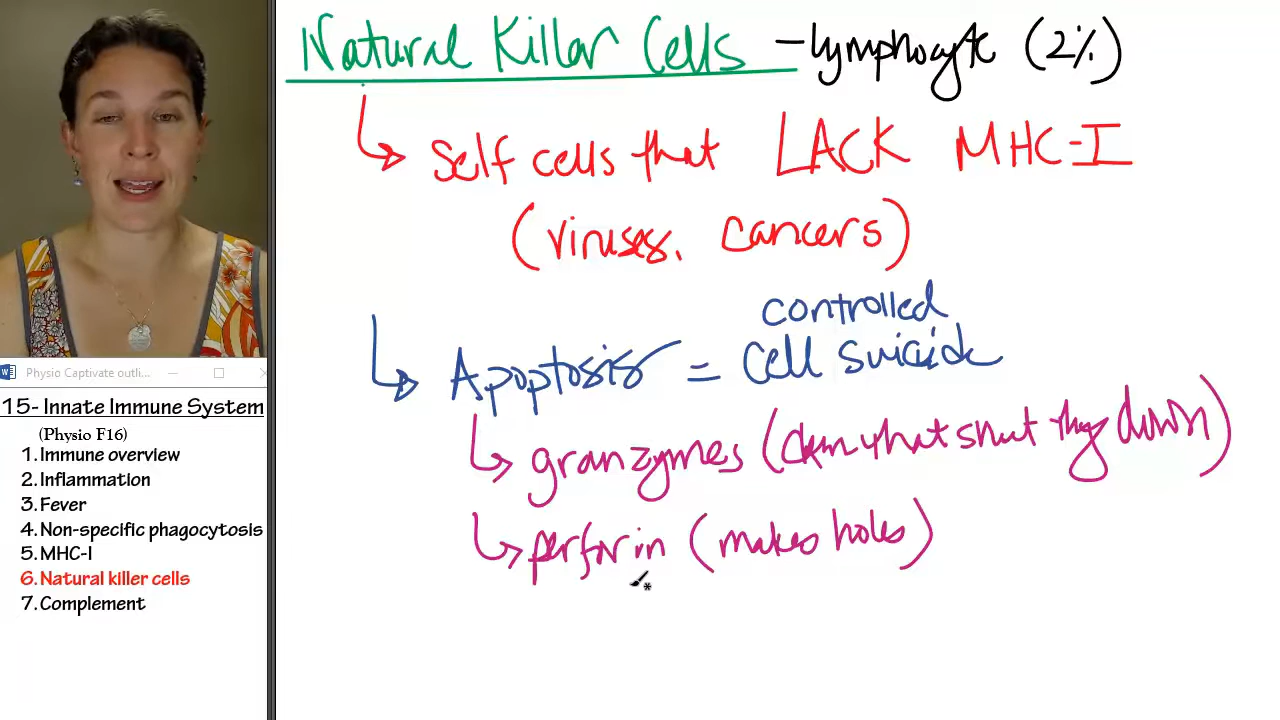 Natural Killer Cells - lymphocyte (2%)
Self cells that LACK MHC-I
(viruses, cancers)
controlled
Apoptosis = cell suicide
granzymes (chem that shut thgs down)
perforin (makes holes)
Physio Captivate outli...
15- Innate Immune System
(Physio F16)
1. Immune overview
2. Inflammation
3. Fever
4. Non-specific phagocytosis
5. MHC-I
6. Natural killer cells
7. Complement